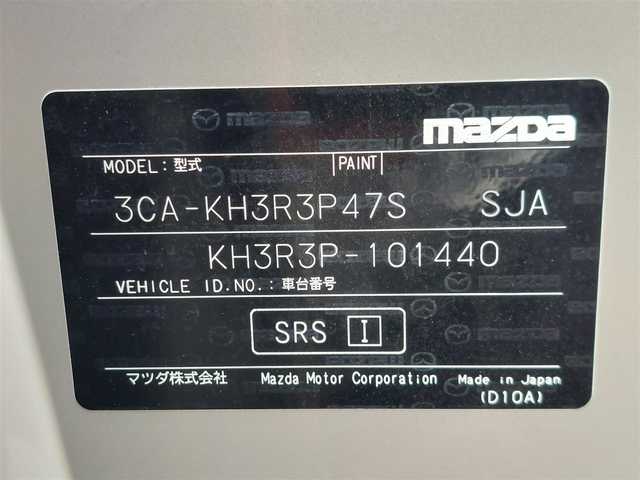 mazda
MODEL: 型式 PAINT
3CA-KH3R3P47S SJA
KH3R3P-101440
VEHICLE ID.NO.: 車台番号
SRS I
マツダ株式会社 Mazda Motor Corporation Made in Japan
(D10A)